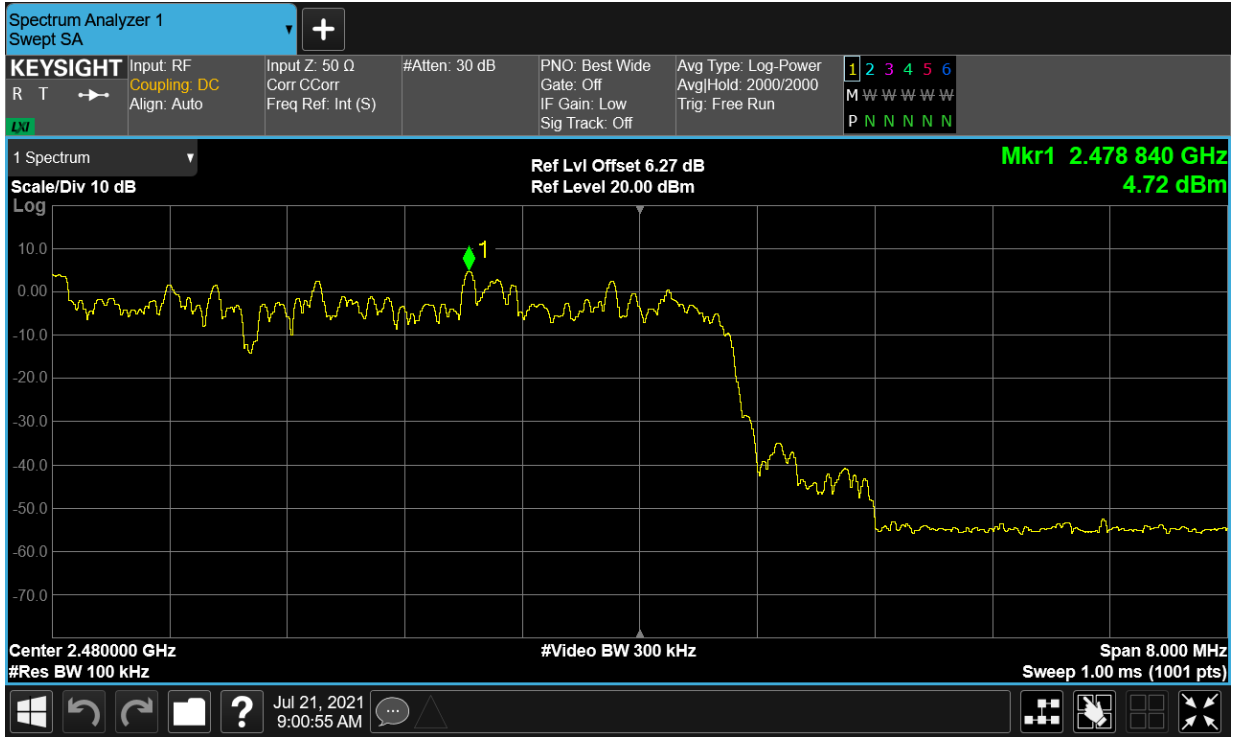 Spectrum Analyzer 1
Swept SA
KEYSIGHT
R T
LXI
Input: RF
Coupling: DC
Align: Auto
Input Z: 50 Ω
Corr CCorr
Freq Ref: Int (S)
#Atten: 30 dB
PNO: Best Wide
Gate: Off
IF Gain: Low
Sig Track: Off
Avg Type: Log-Power
Avg|Hold: 2000/2000
Trig: Free Run
1 2 3 4 5 6
M W W W W W
P N N N N N
1 Spectrum
Scale/Div 10 dB
Log
Ref Lvl Offset 6.27 dB
Ref Level 20.00 dBm
Mkr1 2.478 840 GHz
4.72 dBm
1
10.0
0.00
-10.0
-20.0
-30.0
-40.0
-50.0
-60.0
-70.0
Center 2.480000 GHz
#Res BW 100 kHz
#Video BW 300 kHz
Span 8.000 MHz
Sweep 1.00 ms (1001 pts)
?
Jul 21, 2021
9:00:55 AM